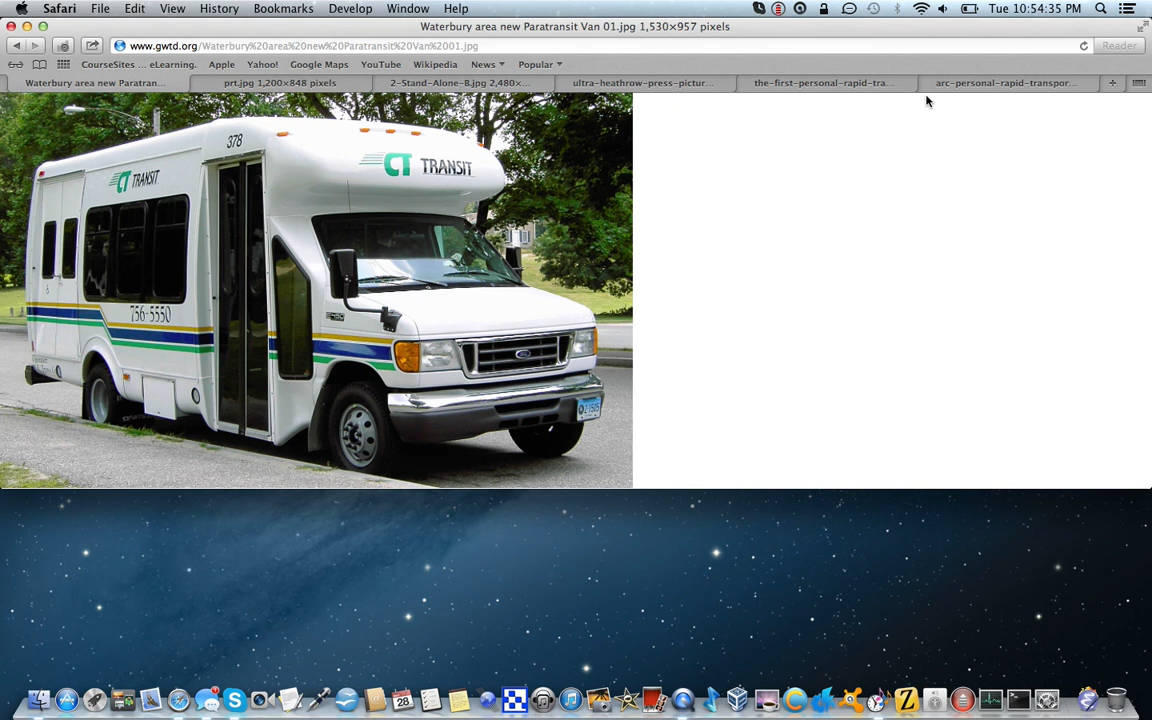 Safari File Edit View History Bookmarks Develop Window Help Tue 10:54:35 PM
Waterbury area new Paratransit Van 01.jpg 1,530×957 pixels
www.gwtd.org/Waterbury%20area%20new%20Paratransit%20Van%2001.jpg Reader
CourseSites ... eLearning. Apple Yahoo! Google Maps YouTube Wikipedia News Popular
Waterbury area new Paratran... prt.jpg 1,200×848 pixels 2-Stand-Alone-B.jpg 2,480×... ultra-heathrow-press-pictur... the-first-personal-rapid-tra... arc-personal-rapid-transpor...
378
CT TRANSIT
CT TRANSIT
756-5550
E-450
Ford
28